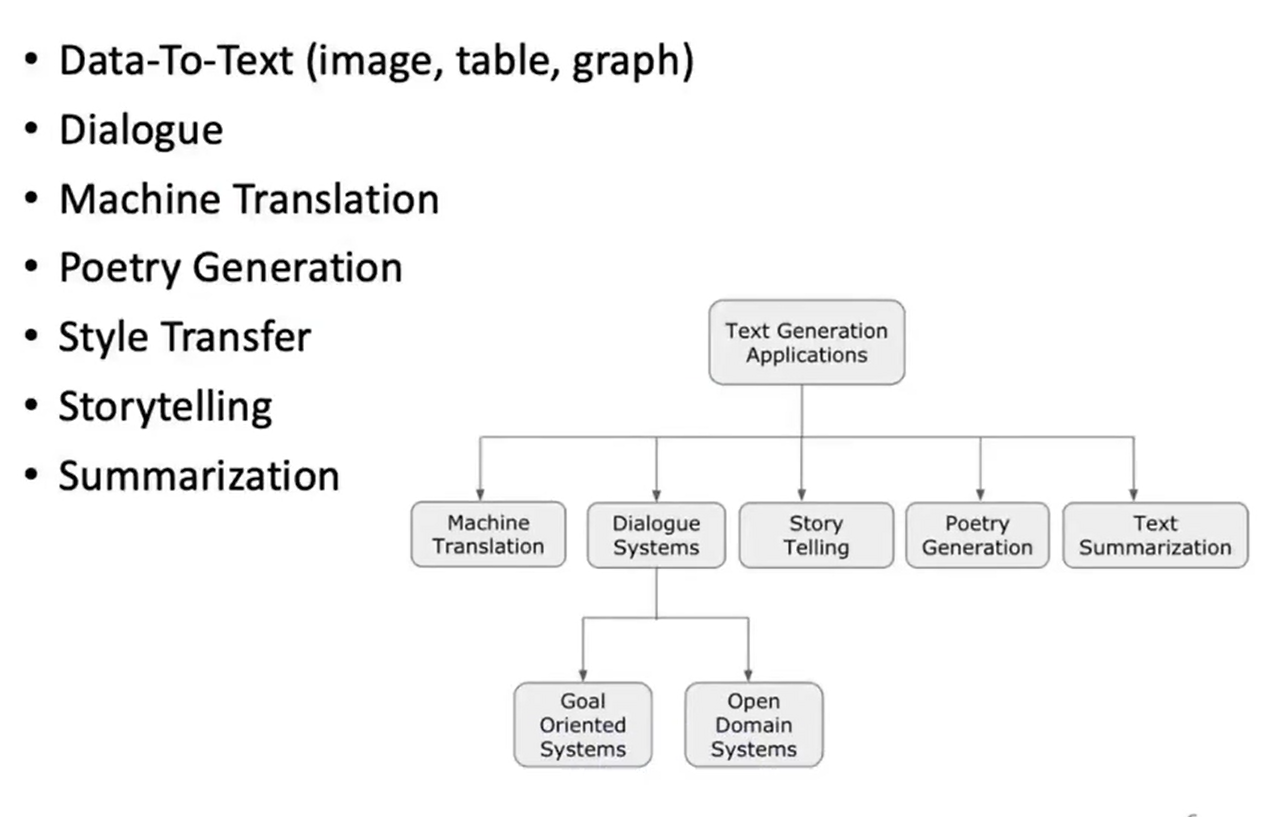 • Data-To-Text (image, table, graph)
• Dialogue
• Machine Translation
• Poetry Generation
• Style Transfer
• Storytelling
• Summarization
Text Generation
Applications
Machine
Translation
Dialogue
Systems
Story
Telling
Poetry
Generation
Text
Summarization
Goal
Oriented
Systems
Open
Domain
Systems